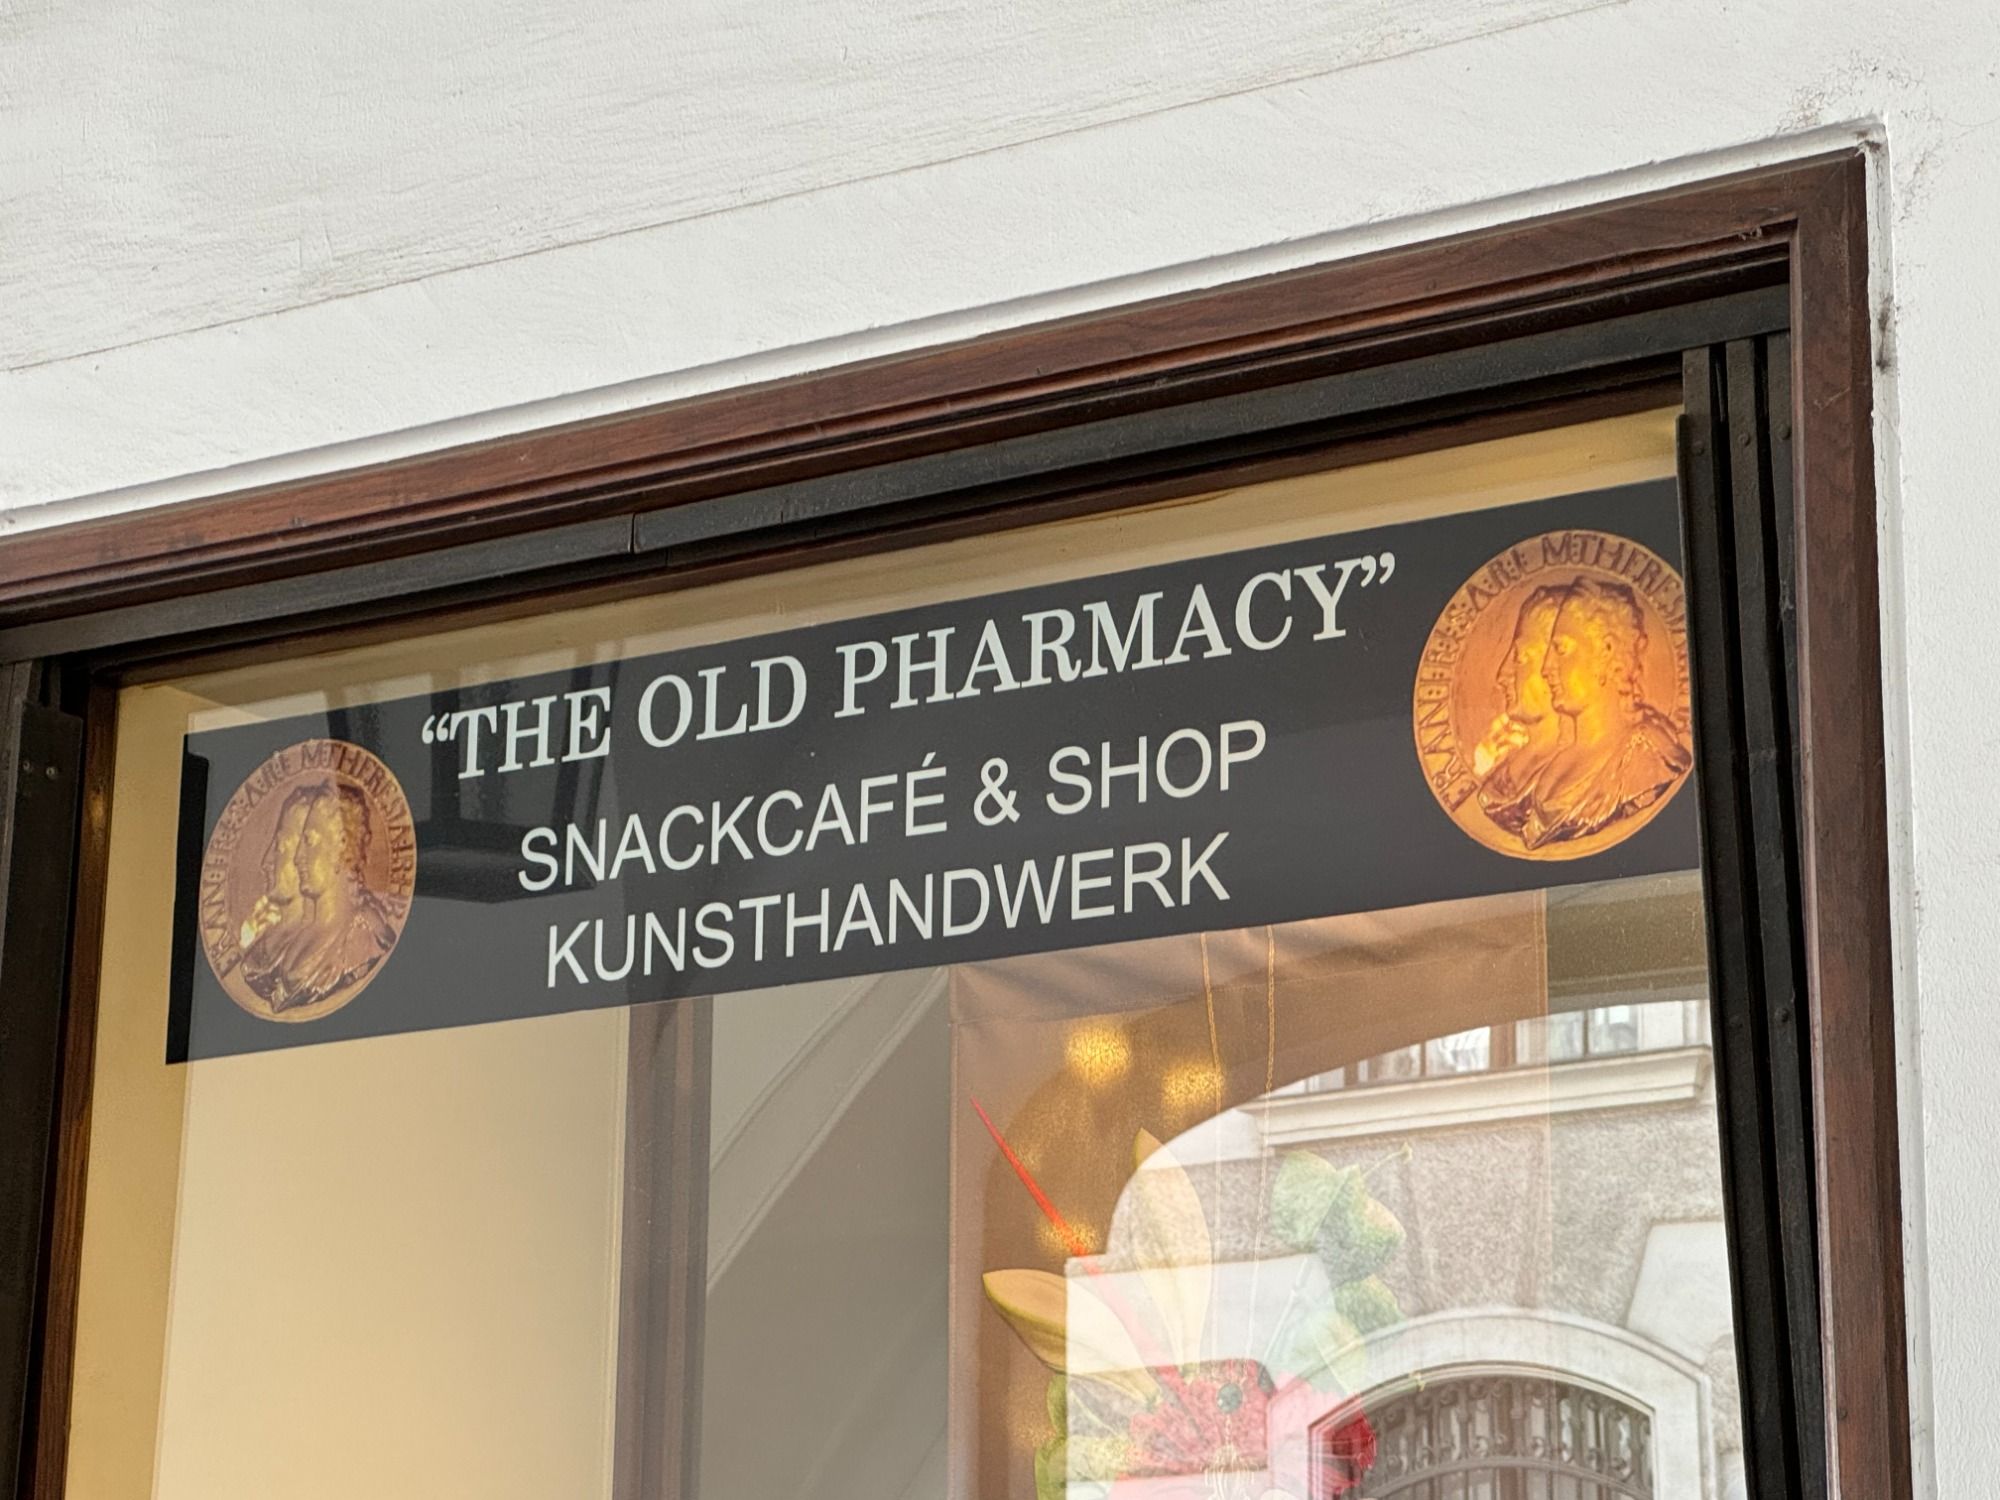 “THE OLD PHARMACY”
SNACKCAFÉ & SHOP
KUNSTHANDWERK